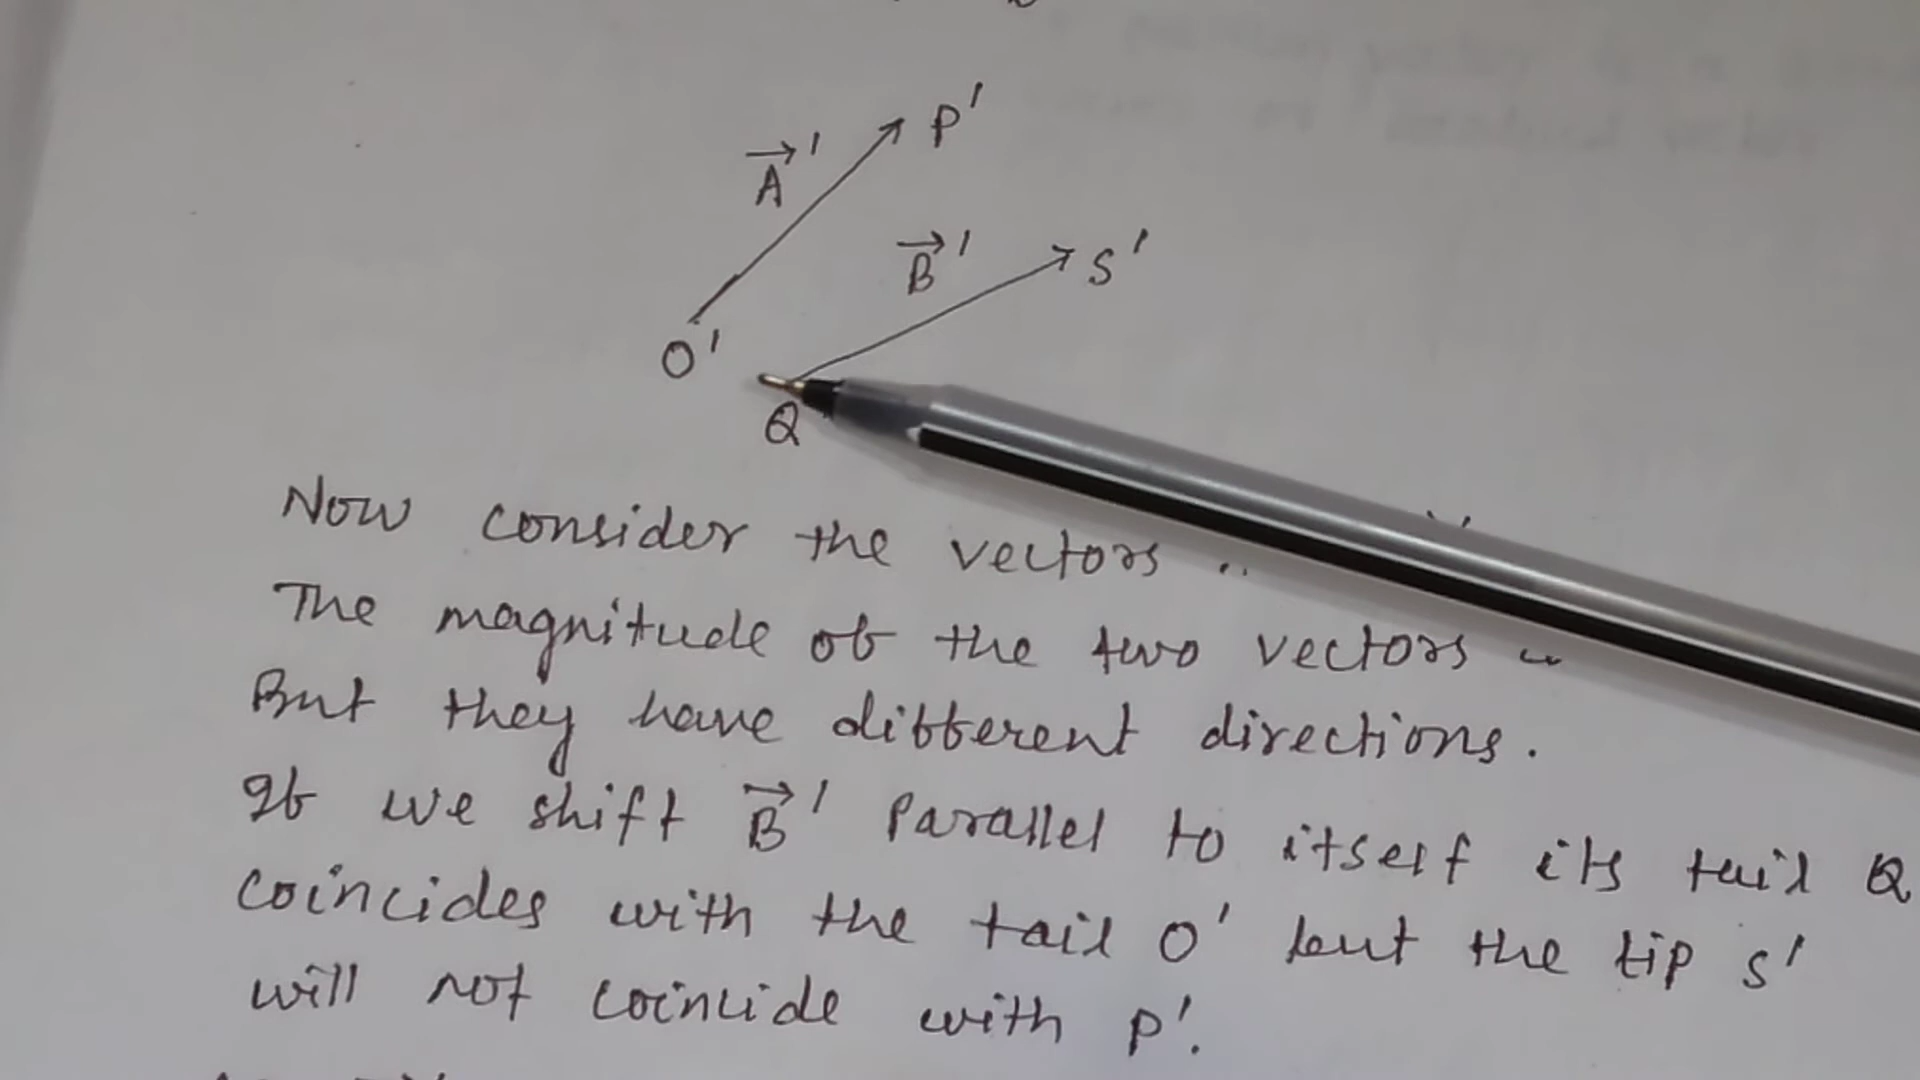 P'
A'
B'
S'
O'
Q
Now consider the vectors ..
The magnitude of the two vectors ..
But they have different directions.
If we shift B' Parallel to itself its tail Q
coincides with the tail O' but the tip S'
will not coincide with P'.